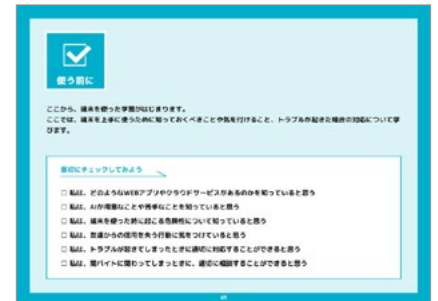 使う前に
ここから、端末を使った学習がはじまります。
ここでは、端末を上手に使うために知っておくべきことや気を付けること、トラブルが起きた場合の対応について学
びます。
最初にチェックしてみよう
□ 私は、どのようなWEBアプリやクラウドサービスがあるのかを知っていると思う
□ 私は、AIが得意なことや苦手なことを知っていると思う
□ 私は、端末を使った時に起こる危険性について知っていると思う
□ 私は、友達からの信用を失う行動に気をつけていると思う
□ 私は、トラブルが起きてしまったときに適切に対応することができると思う
□ 私は、闇バイトに関わってしまったときに、適切に相談することができると思う